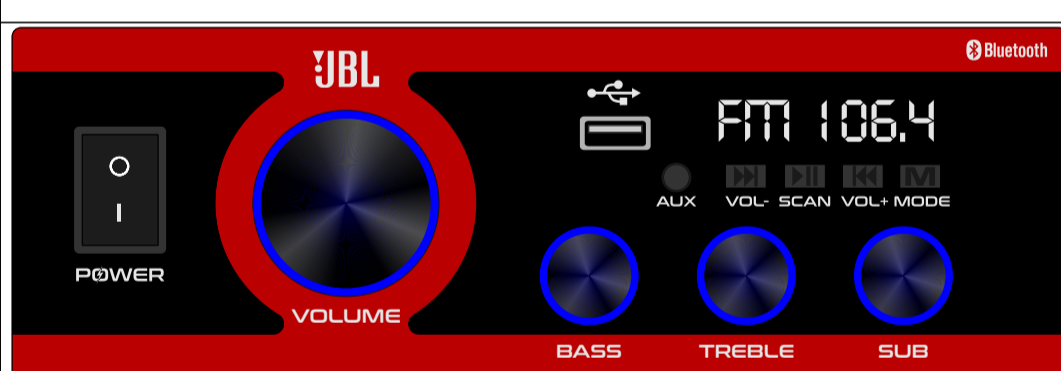 Bluetooth
JBL
FM 106.4
AUX VOL- SCAN VOL+ MODE
POWER
VOLUME
BASS TREBLE SUB